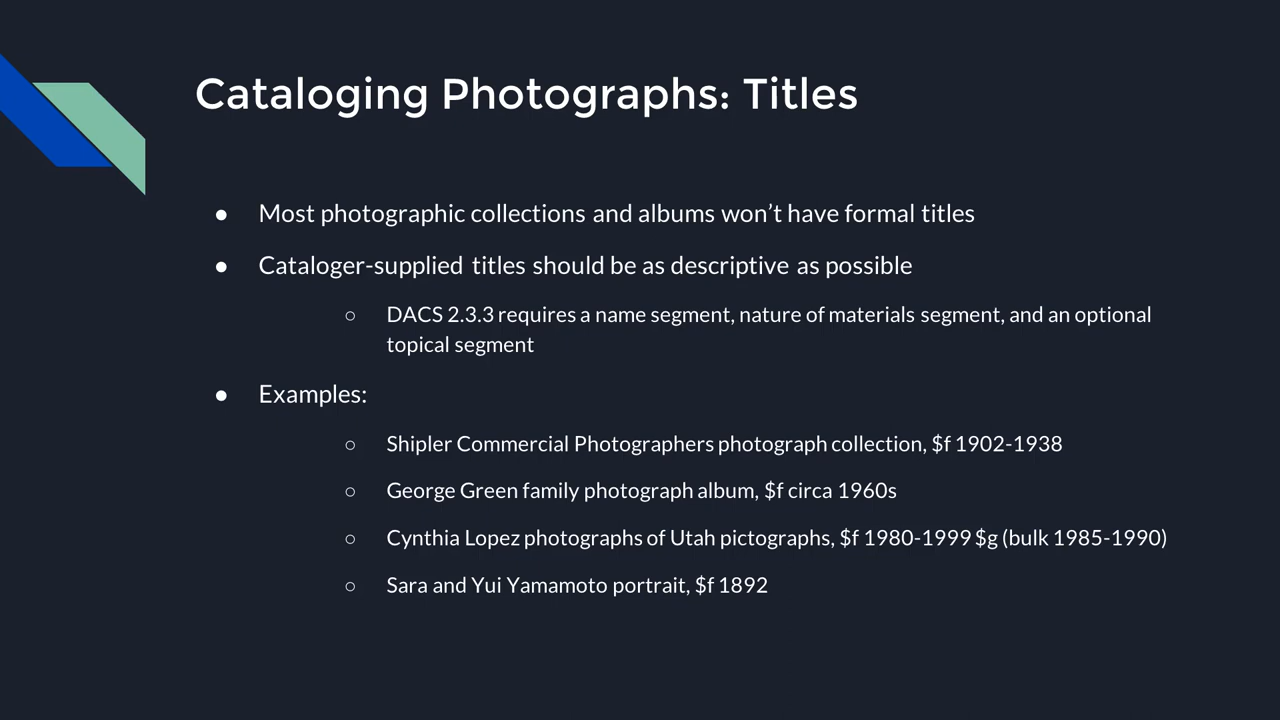 Cataloging Photographs: Titles
● Most photographic collections and albums won’t have formal titles
● Cataloger-supplied titles should be as descriptive as possible
○ DACS 2.3.3 requires a name segment, nature of materials segment, and an optional
topical segment
● Examples:
○ Shipler Commercial Photographers photograph collection, $f 1902-1938
○ George Green family photograph album, $f circa 1960s
○ Cynthia Lopez photographs of Utah pictographs, $f 1980-1999 $g (bulk 1985-1990)
○ Sara and Yui Yamamoto portrait, $f 1892